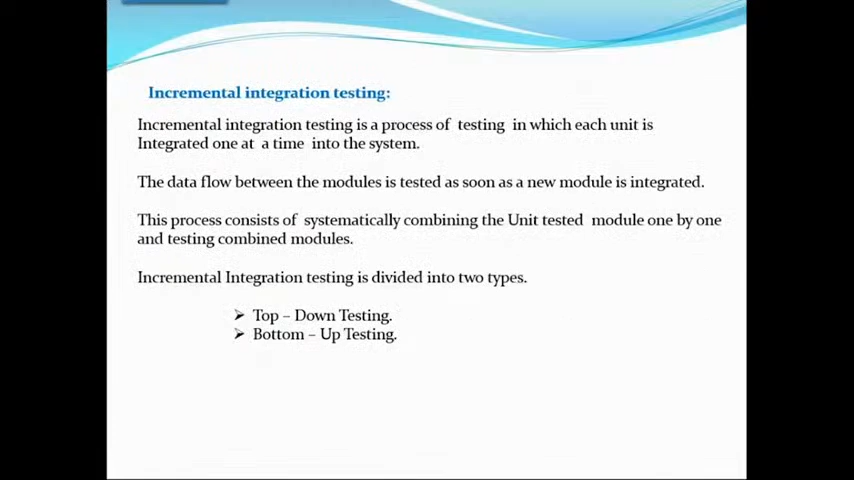 Incremental integration testing:
Incremental integration testing is a process of testing in which each unit is
Integrated one at a time into the system.
The data flow between the modules is tested as soon as a new module is integrated.
This process consists of systematically combining the Unit tested module one by one
and testing combined modules.
Incremental Integration testing is divided into two types.
➢ Top – Down Testing.
➢ Bottom – Up Testing.